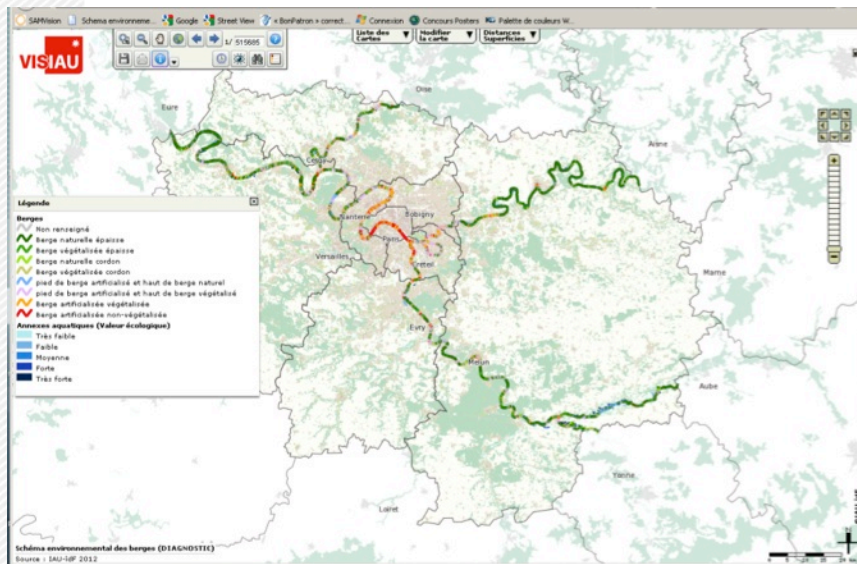 SAMVision Schema environneme... Google Street View « BonPatron » correct... Connexion Concours Posters Palette de couleurs W...
VISIAU
1/ 515685
Liste des Cartes
Modifier la carte
Distances Superficies
Oise
Eure
Aisne
Cergy
Nanterre
Bobigny
Paris
Versailles
Créteil
Marne
Evry
Melun
Aube
Yonne
Loiret
Légende
Berges
Non renseigné
Berge naturelle épaisse
Berge végétalisée épaisse
Berge naturelle cordon
Berge végétalisée cordon
pied de berge artificialisé et haut de berge naturel
pied de berge artificialisé et haut de berge végétalisé
Berge artificialisée végétalisée
Berge artificialisée non-végétalisée
Annexes aquatiques (Valeur écologique)
Très faible
Faible
Moyenne
Forte
Très forte
Schéma environnemental des berges (DIAGNOSTIC)
Source : IAU-îdF 2012